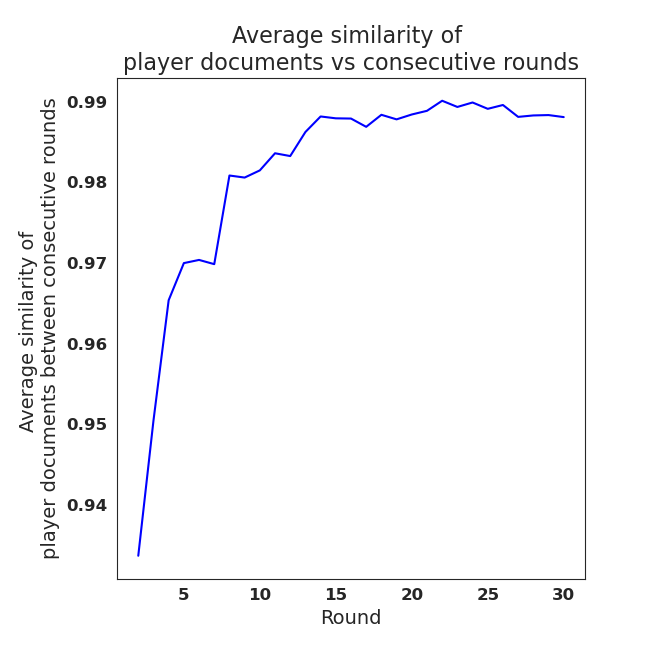 Average similarity of
player documents vs consecutive rounds
Average similarity of
player documents between consecutive rounds
0.99
0.98
0.97
0.96
0.95
0.94
5 10 15 20 25 30
Round